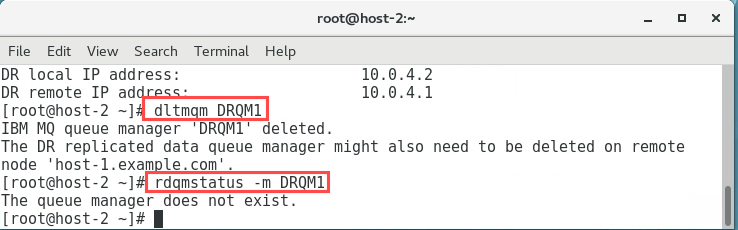 root@host-2:~
File Edit View Search Terminal Help
DR local IP address: 10.0.4.2
DR remote IP address: 10.0.4.1
[root@host-2 ~]# dltmqm DRQM1
IBM MQ queue manager 'DRQM1' deleted.
The DR replicated data queue manager might also need to be deleted on remote
node 'host-1.example.com'.
[root@host-2 ~]# rdqmstatus -m DRQM1
The queue manager does not exist.
[root@host-2 ~]#